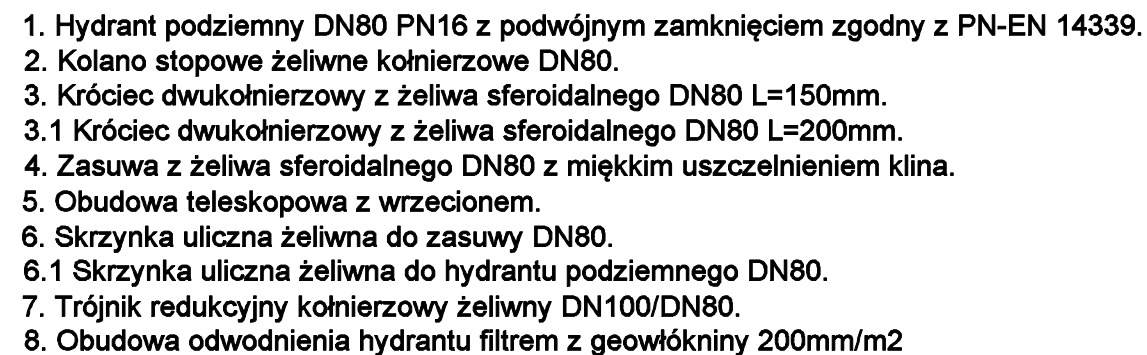 1. Hydrant podziemny DN80 PN16 z podwójnym zamknięciem zgodny z PN-EN 14339.
2. Kolano stopowe żeliwne kołnierzowe DN80.
3. Króciec dwukołnierzowy z żeliwa sferoidalnego DN80 L=150mm.
3.1 Króciec dwukołnierzowy z żeliwa sferoidalnego DN80 L=200mm.
4. Zasuwa z żeliwa sferoidalnego DN80 z miękkim uszczelnieniem klina.
5. Obudowa teleskopowa z wrzecionem.
6. Skrzynka uliczna żeliwna do zasuwy DN80.
6.1 Skrzynka uliczna żeliwna do hydrantu podziemnego DN80.
7. Trójnik redukcyjny kołnierzowy żeliwny DN100/DN80.
8. Obudowa odwodnienia hydrantu filtrem z geowłókniny 200mm/m2